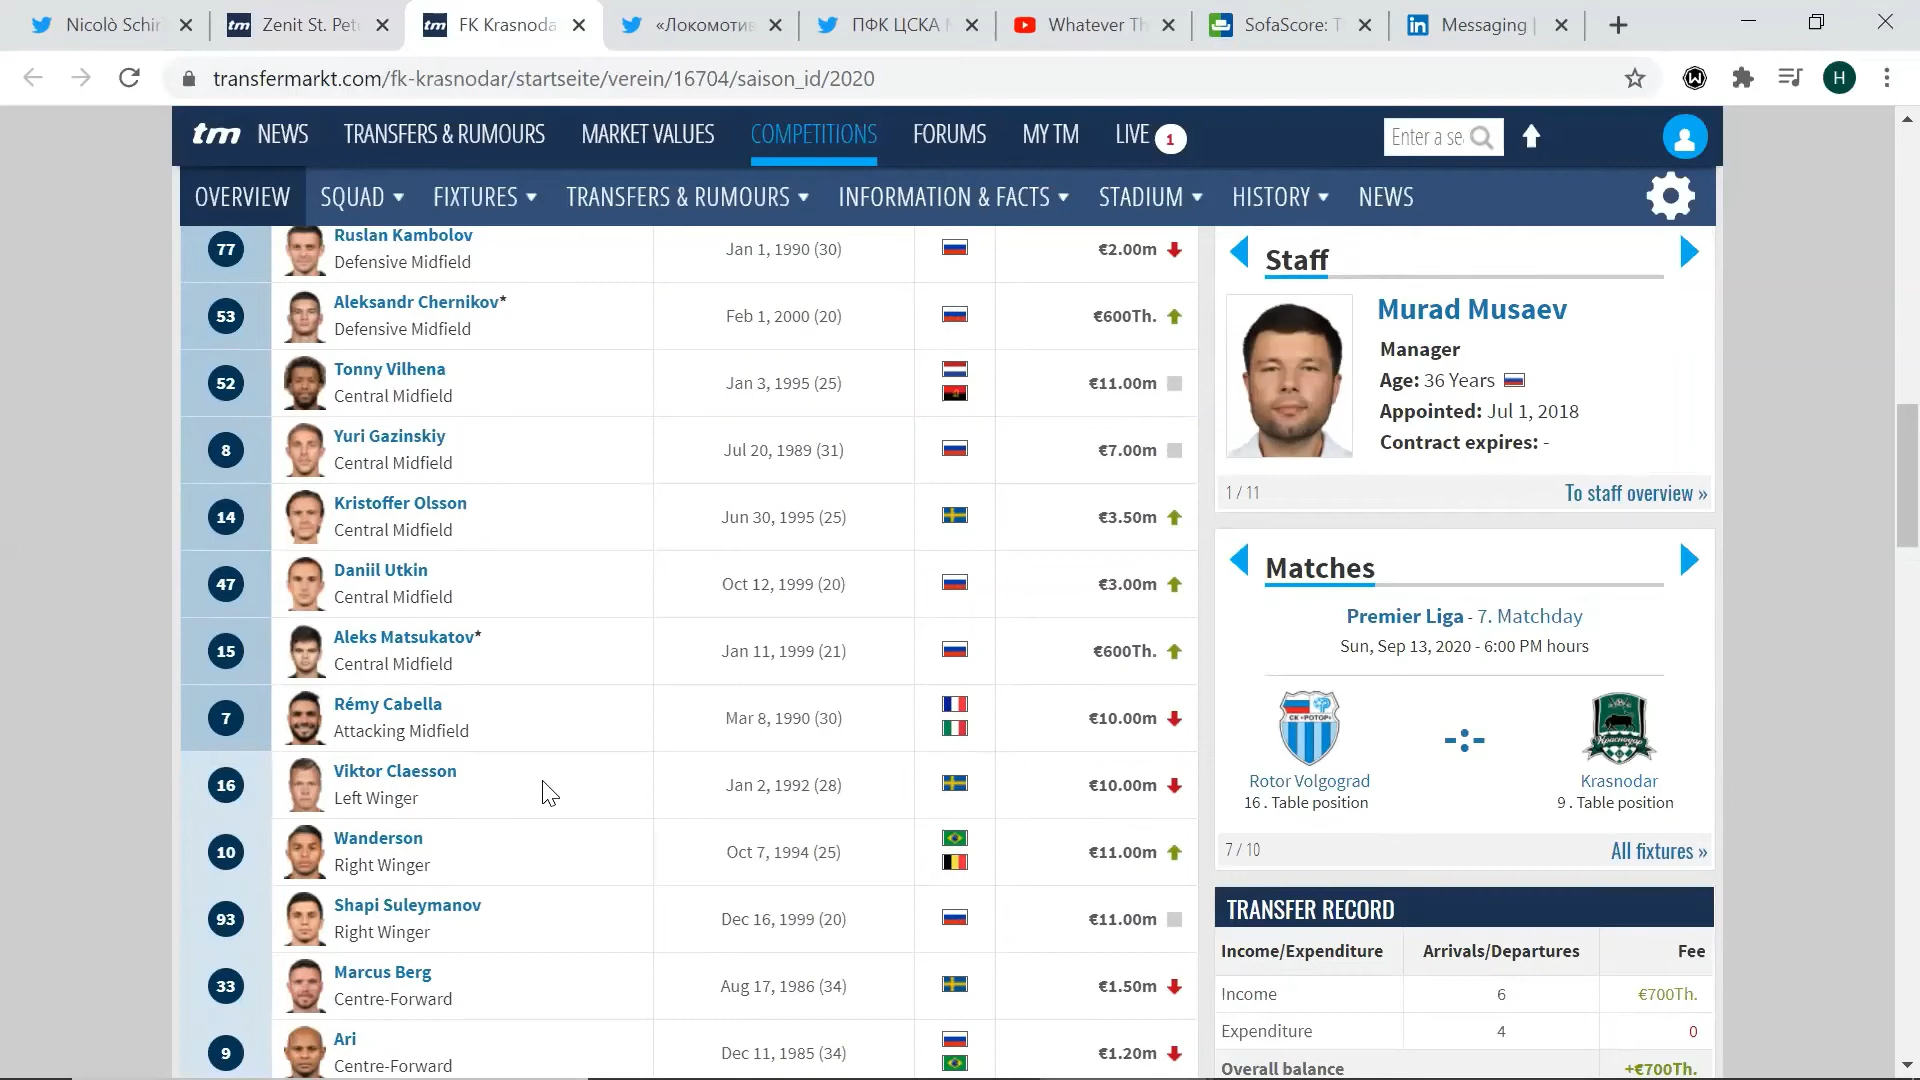 Nicolò Schir
Zenit St. Pet
FK Krasnoda
«Локомотив
ПФК ЦСКА
Whatever Th
SofaScore: T
Messaging |
transfermarkt.com/fk-krasnodar/startseite/verein/16704/saison_id/2020
H
tm NEWS TRANSFERS & RUMOURS MARKET VALUES COMPETITIONS FORUMS MY TM LIVE 1 Enter a se
OVERVIEW SQUAD FIXTURES TRANSFERS & RUMOURS INFORMATION & FACTS STADIUM HISTORY NEWS
77 Ruslan Kambolov Jan 1, 1990 (30) €2.00m
Defensive Midfield
53 Aleksandr Chernikov* Feb 1, 2000 (20) €600Th.
Defensive Midfield
52 Tonny Vilhena Jan 3, 1995 (25) €11.00m
Central Midfield
8 Yuri Gazinskiy Jul 20, 1989 (31) €7.00m
Central Midfield
14 Kristoffer Olsson Jun 30, 1995 (25) €3.50m
Central Midfield
47 Daniil Utkin Oct 12, 1999 (20) €3.00m
Central Midfield
15 Aleks Matsukatov* Jan 11, 1999 (21) €600Th.
Central Midfield
7 Rémy Cabella Mar 8, 1990 (30) €10.00m
Attacking Midfield
16 Viktor Claesson Jan 2, 1992 (28) €10.00m
Left Winger
10 Wanderson Oct 7, 1994 (25) €11.00m
Right Winger
93 Shapi Suleymanov Dec 16, 1999 (20) €11.00m
Right Winger
33 Marcus Berg Aug 17, 1986 (34) €1.50m
Centre-Forward
9 Ari Dec 11, 1985 (34) €1.20m
Centre-Forward
Staff
Murad Musaev
Manager
Age: 36 Years
Appointed: Jul 1, 2018
Contract expires: -
1 / 11 To staff overview »
Matches
Premier Liga - 7. Matchday
Sun, Sep 13, 2020 - 6:00 PM hours
-:-
Rotor Volgograd Krasnodar
16 . Table position 9 . Table position
7 / 10 All fixtures »
TRANSFER RECORD
Income/Expenditure Arrivals/Departures Fee
Income 6 €700Th.
Expenditure 4 0
Overall balance +€700Th.